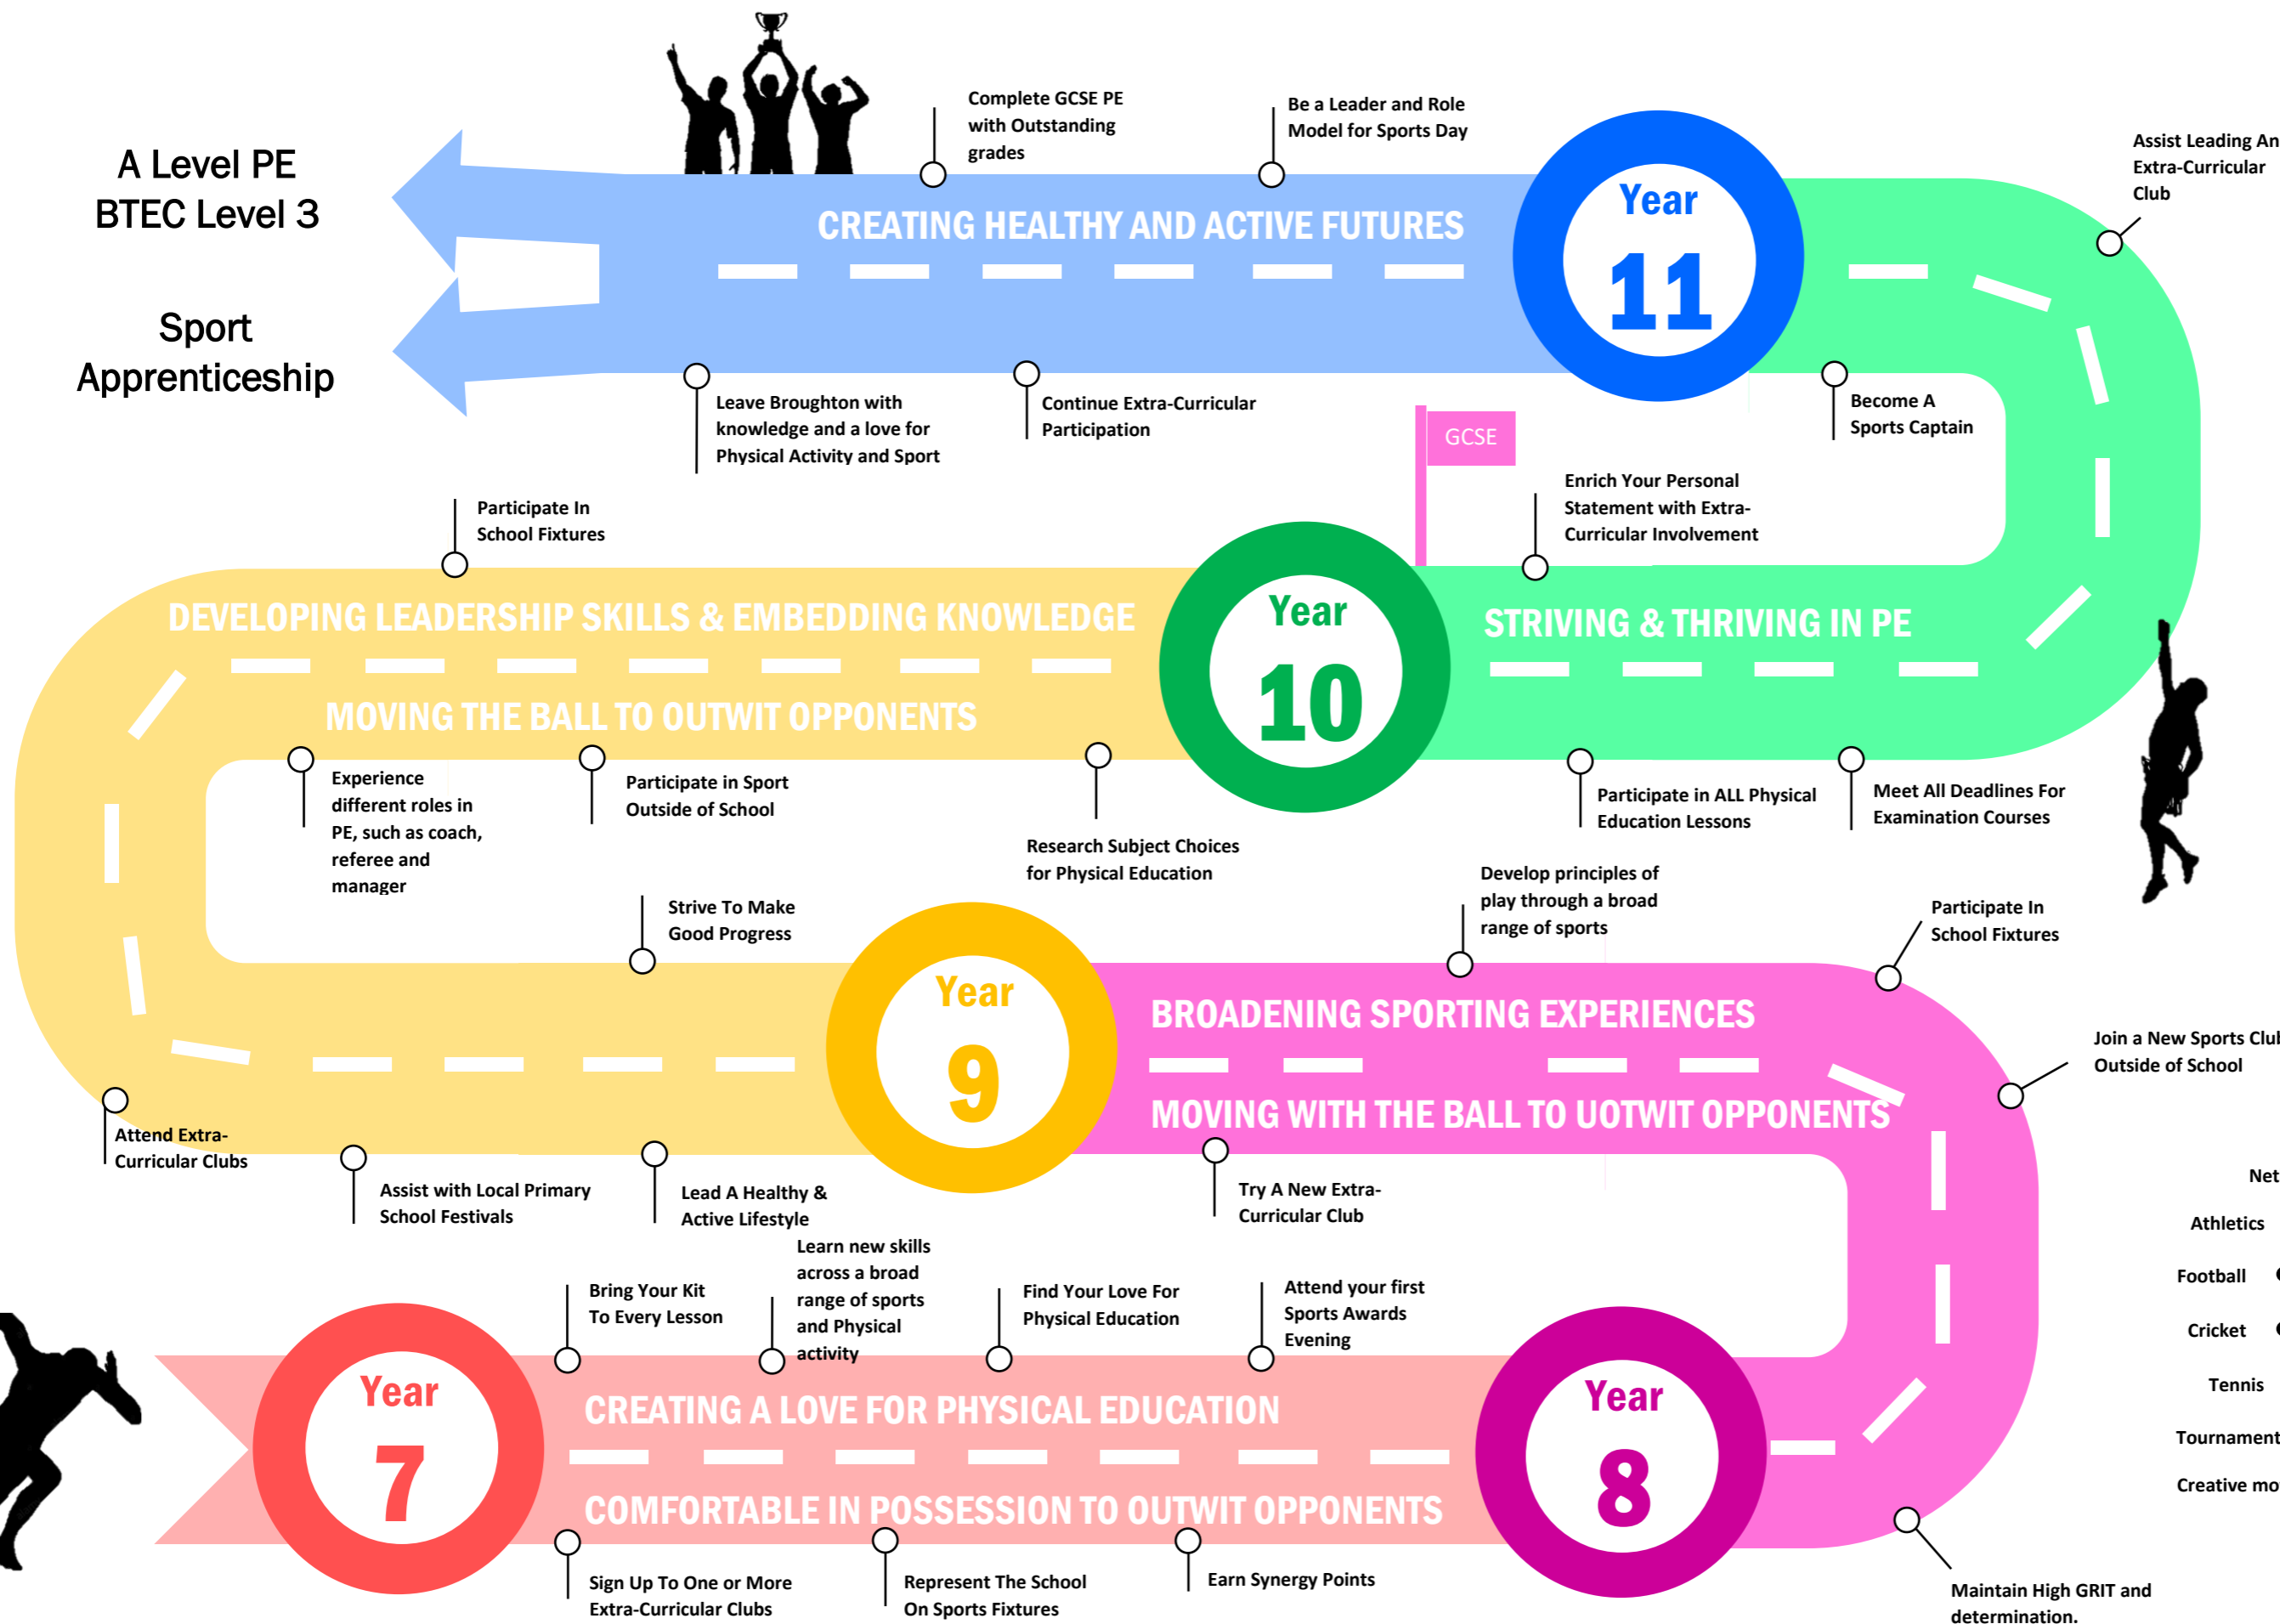 Complete GCSE PE
with Outstanding
grades
Be a Leader and Role
Model for Sports Day
Assist Leading An
Extra-Curricular
Club
A Level PE
BTEC Level 3
Sport
Apprenticeship
CREATING HEALTHY AND ACTIVE FUTURES
Year
11
Leave Broughton with
knowledge and a love for
Physical Activity and Sport
Continue Extra-Curricular
Participation
Become A
Sports Captain
GCSE
Enrich Your Personal
Statement with Extra-
Curricular Involvement
Participate In
School Fixtures
DEVELOPING LEADERSHIP SKILLS & EMBEDDING KNOWLEDGE
MOVING THE BALL TO OUTWIT OPPONENTS
Year
10
STRIVING & THRIVING IN PE
Experience
different roles in
PE, such as coach,
referee and
manager
Participate in Sport
Outside of School
Research Subject Choices
for Physical Education
Participate in ALL Physical
Education Lessons
Meet All Deadlines For
Examination Courses
Strive To Make
Good Progress
Develop principles of
play through a broad
range of sports
Participate In
School Fixtures
Year
9
BROADENING SPORTING EXPERIENCES
MOVING WITH THE BALL TO UOTWIT OPPONENTS
Join a New Sports Club
Outside of School
Attend Extra-
Curricular Clubs
Assist with Local Primary
School Festivals
Lead A Healthy &
Active Lifestyle
Try A New Extra-
Curricular Club
Net
Athletics
Football
Cricket
Tennis
Tournament
Creative mo
Bring Your Kit
To Every Lesson
Learn new skills
across a broad
range of sports
and Physical
activity
Find Your Love For
Physical Education
Attend your first
Sports Awards
Evening
Year
7
CREATING A LOVE FOR PHYSICAL EDUCATION
COMFORTABLE IN POSSESSION TO OUTWIT OPPONENTS
Year
8
Sign Up To One or More
Extra-Curricular Clubs
Represent The School
On Sports Fixtures
Earn Synergy Points
Maintain High GRIT and
determination.